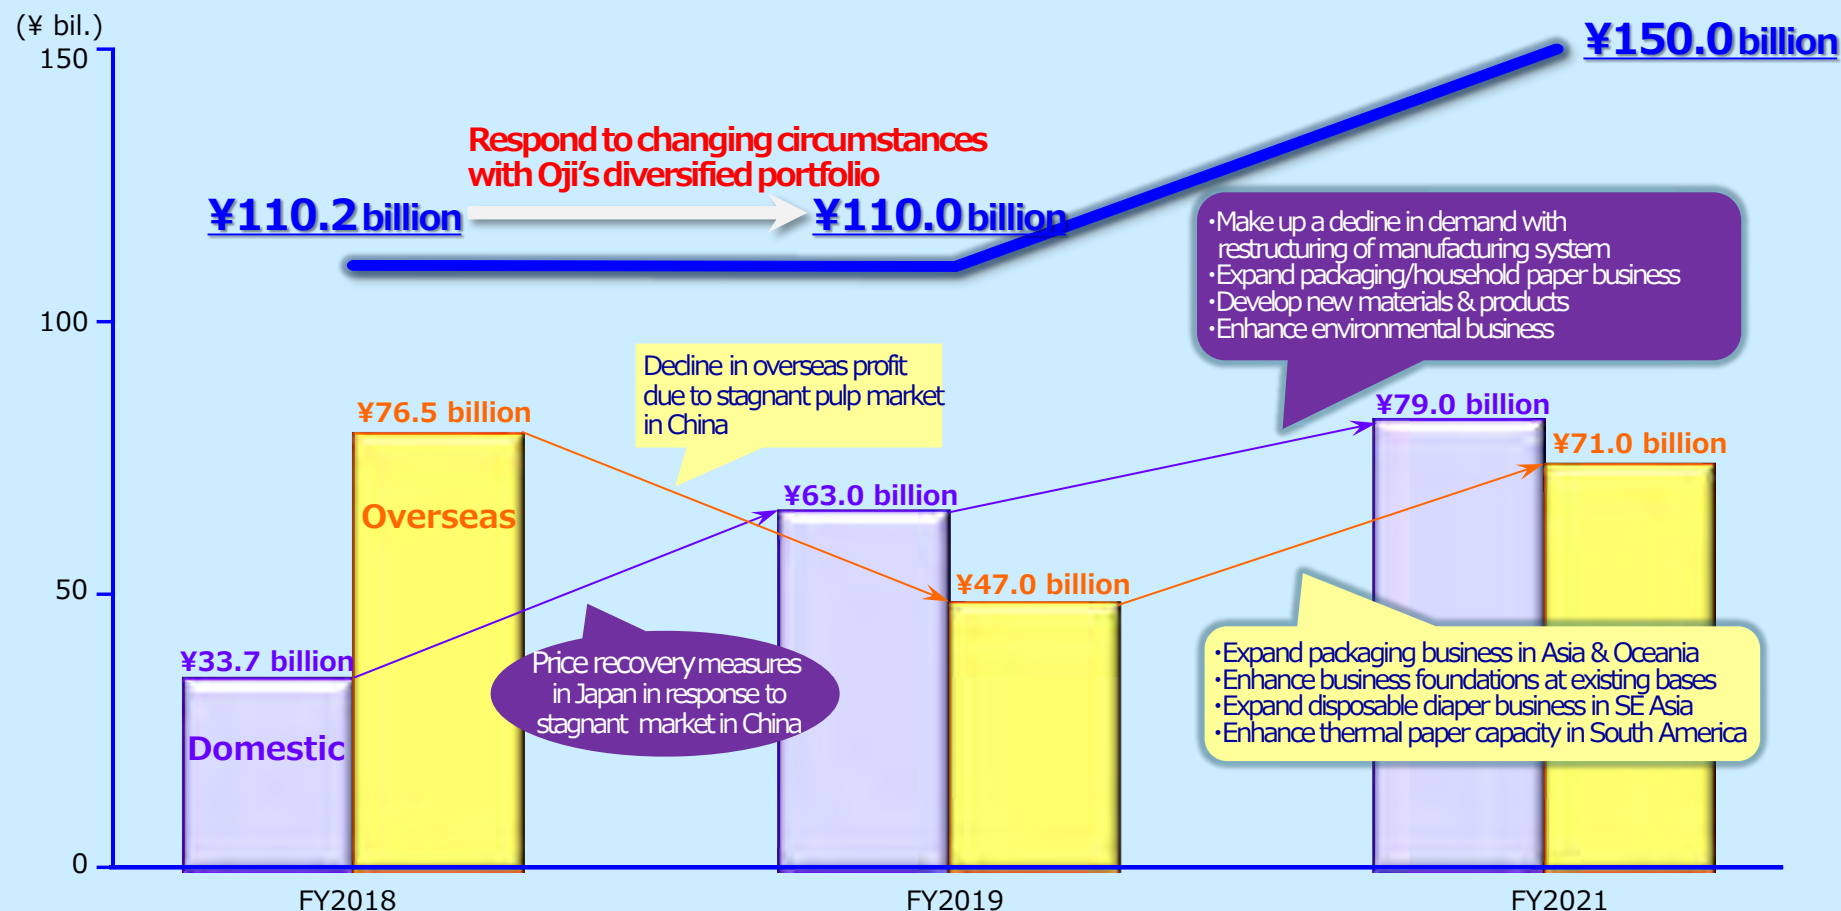 (¥ bil.)
150
100
50
0
¥150.0 billion
Respond to changing circumstances
with Oji’s diversified portfolio
¥110.2 billion
¥110.0 billion
・Make up a decline in demand with
restructuring of manufacturing system
・Expand packaging/household paper business
・Develop new materials & products
・Enhance environmental business
Decline in overseas profit
due to stagnant pulp market
in China
¥76.5 billion
Overseas
¥79.0 billion
¥71.0 billion
¥63.0 billion
¥47.0 billion
¥33.7 billion
Domestic
Price recovery measures
in Japan in response to
stagnant market in China
・Expand packaging business in Asia & Oceania
・Enhance business foundations at existing bases
・Expand disposable diaper business in SE Asia
・Enhance thermal paper capacity in South America
FY2018
FY2019
FY2021